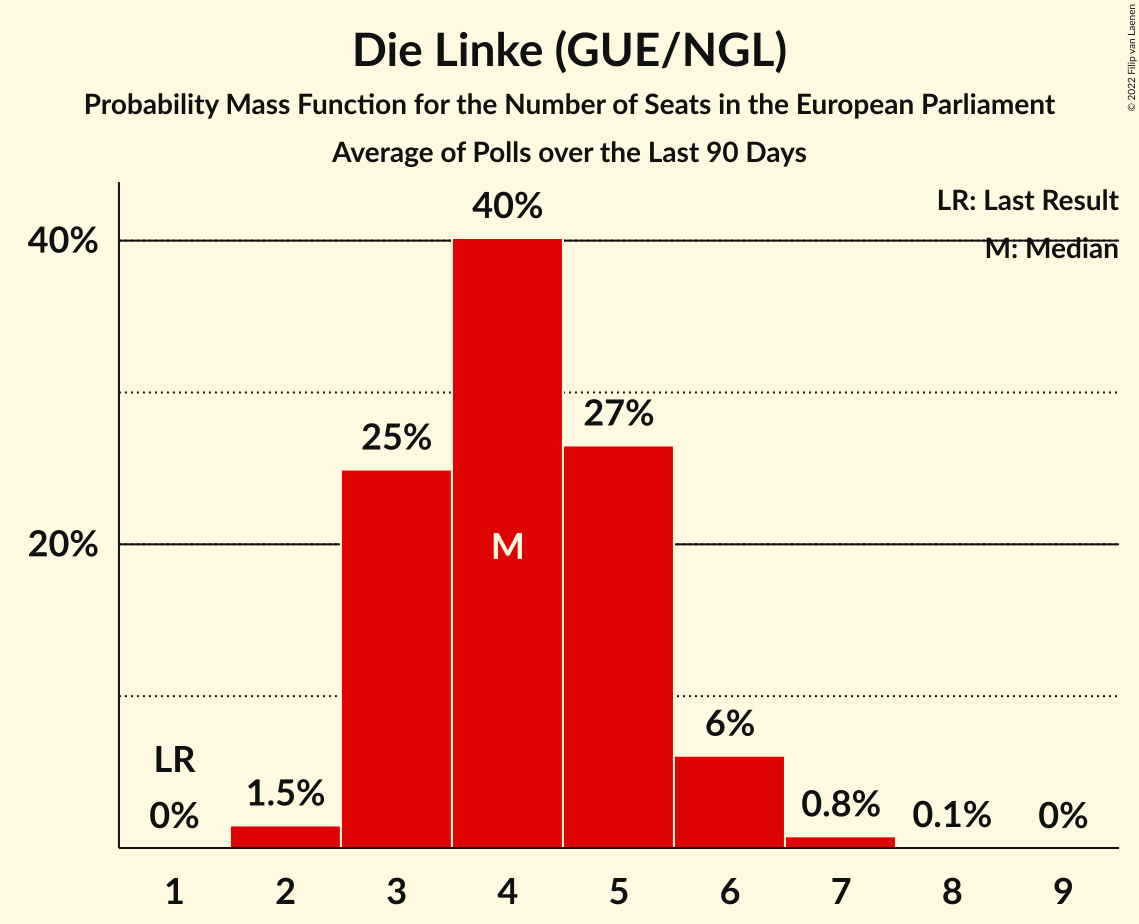 Die Linke (GUE/NGL)
Probability Mass Function for the Number of Seats in the European Parliament
Average of Polls over the Last 90 Days
© 2022 Filip van Laenen
LR: Last Result
M: Median
40%
20%
LR
0%
1.5%
25%
40%
M
27%
6%
0.8%
0.1%
0%
1 2 3 4 5 6 7 8 9